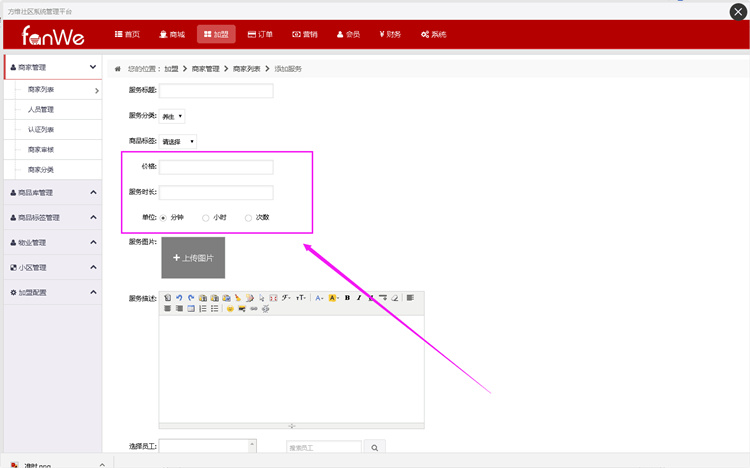 方维社区系统管理平台
fanWe 首页 商城 加盟 订单 营销 会员 ¥ 财务 系统
商家管理
商家列表
人员管理
认证列表
商家审核
商家分类
商品库管理
商品标签管理
物业管理
小区管理
加盟配置
您的位置: 加盟 > 商家管理 > 商家列表 > 添加服务
服务标题:
服务分类: 养生
商品标签: 请选择
价格:
服务时长:
单位: 分钟 小时 次数
服务图片: + 上传图片
服务描述:
选择员工: 搜索员工
准时.png